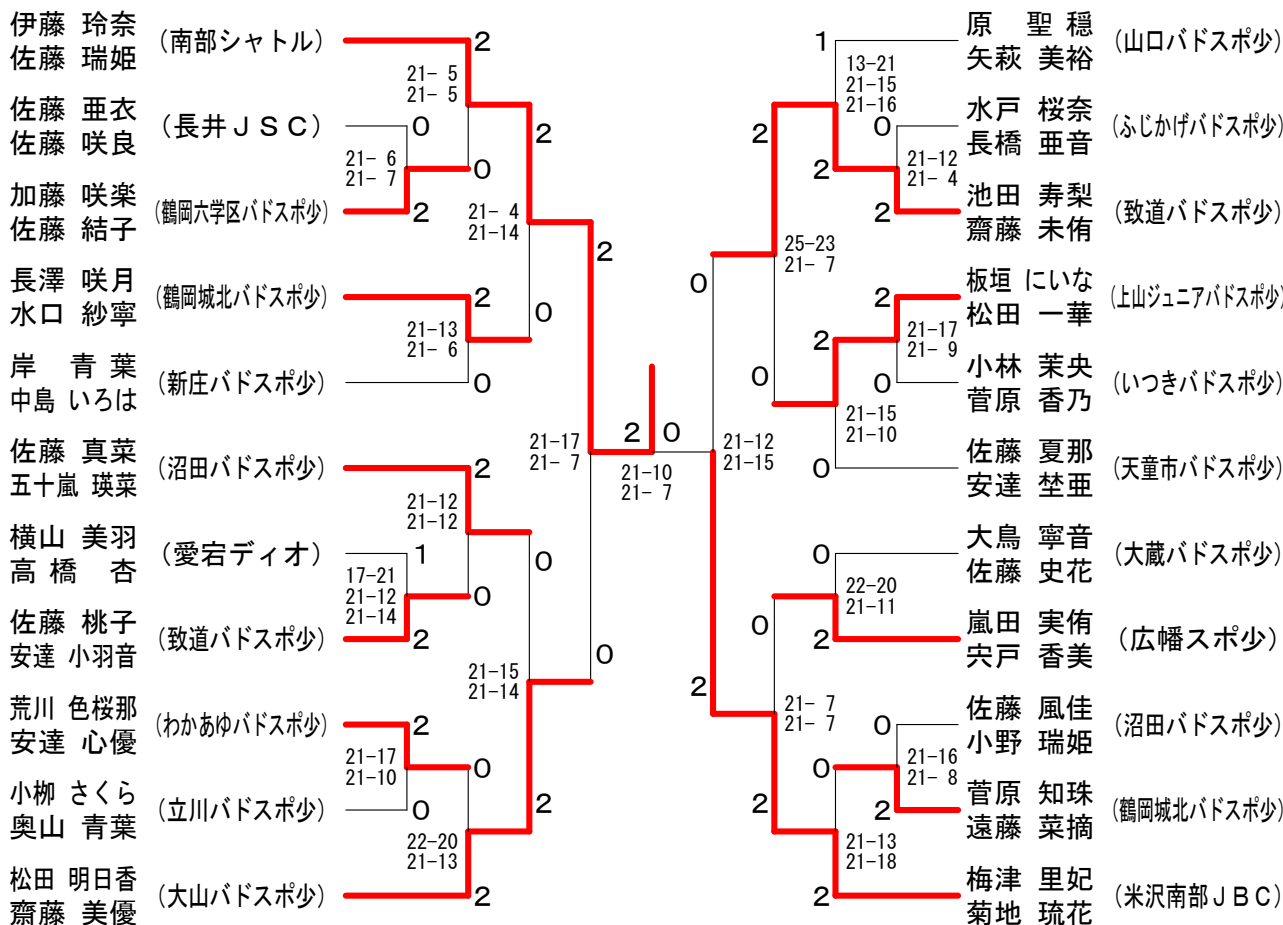 伊藤 玲奈
佐藤 瑞姫
(南部シャトル)
2
21- 5
21- 5
佐藤 亜衣
佐藤 咲良
(長井ＪＳＣ)
0
21- 6
21- 7
0
2
加藤 咲楽
佐藤 結子
(鶴岡六学区バドスポ少)
2
21- 4
21-14
2
長澤 咲月
水口 紗寧
(鶴岡城北バドスポ少)
2
0
21-13
21- 6
岸 青葉
中島 いろは
(新庄バドスポ少)
0
21-17
21- 7
2
佐藤 真菜
五十嵐 瑛菜
(沼田バドスポ少)
2
21-12
21-12
横山 美羽
高橋 杏
(愛宕ディオ)
1
0
17-21
21-12
21-14
0
佐藤 桃子
安達 小羽音
(致道バドスポ少)
2
0
21-15
21-14
荒川 色桜那
安達 心優
(わかあゆバドスポ少)
2
21-17
21-10
0
小栁 さくら
奥山 青葉
(立川バドスポ少)
0
2
22-20
21-13
松田 明日香
齋藤 美優
(大山バドスポ少)
2
2
0
21-10
21- 7
1
原 聖穏
矢萩 美裕
(山口バドスポ少)
13-21
21-15
21-16
2
0
水戸 桜奈
長橋 亜音
(ふじかげバドスポ少)
2
21-12
21- 4
2
池田 寿梨
齋藤 未侑
(致道バドスポ少)
0
25-23
21- 7
2
板垣 にいな
松田 一華
(上山ジュニアバドスポ少)
2
21-17
21- 9
0
0
小林 茉央
菅原 香乃
(いつきバドスポ少)
21-15
21-10
21-12
21-15
0
佐藤 夏那
安達 埜亜
(天童市バドスポ少)
0
大鳥 寧音
佐藤 史花
(大蔵バドスポ少)
22-20
21-11
0
2
嵐田 実侑
宍戸 香美
(広幡スポ少)
2
21- 7
21- 7
0
佐藤 風佳
小野 瑞姫
(沼田バドスポ少)
0
21-16
21- 8
2
2
菅原 知珠
遠藤 菜摘
(鶴岡城北バドスポ少)
21-13
21-18
2
梅津 里妃
菊地 琉花
(米沢南部ＪＢＣ)